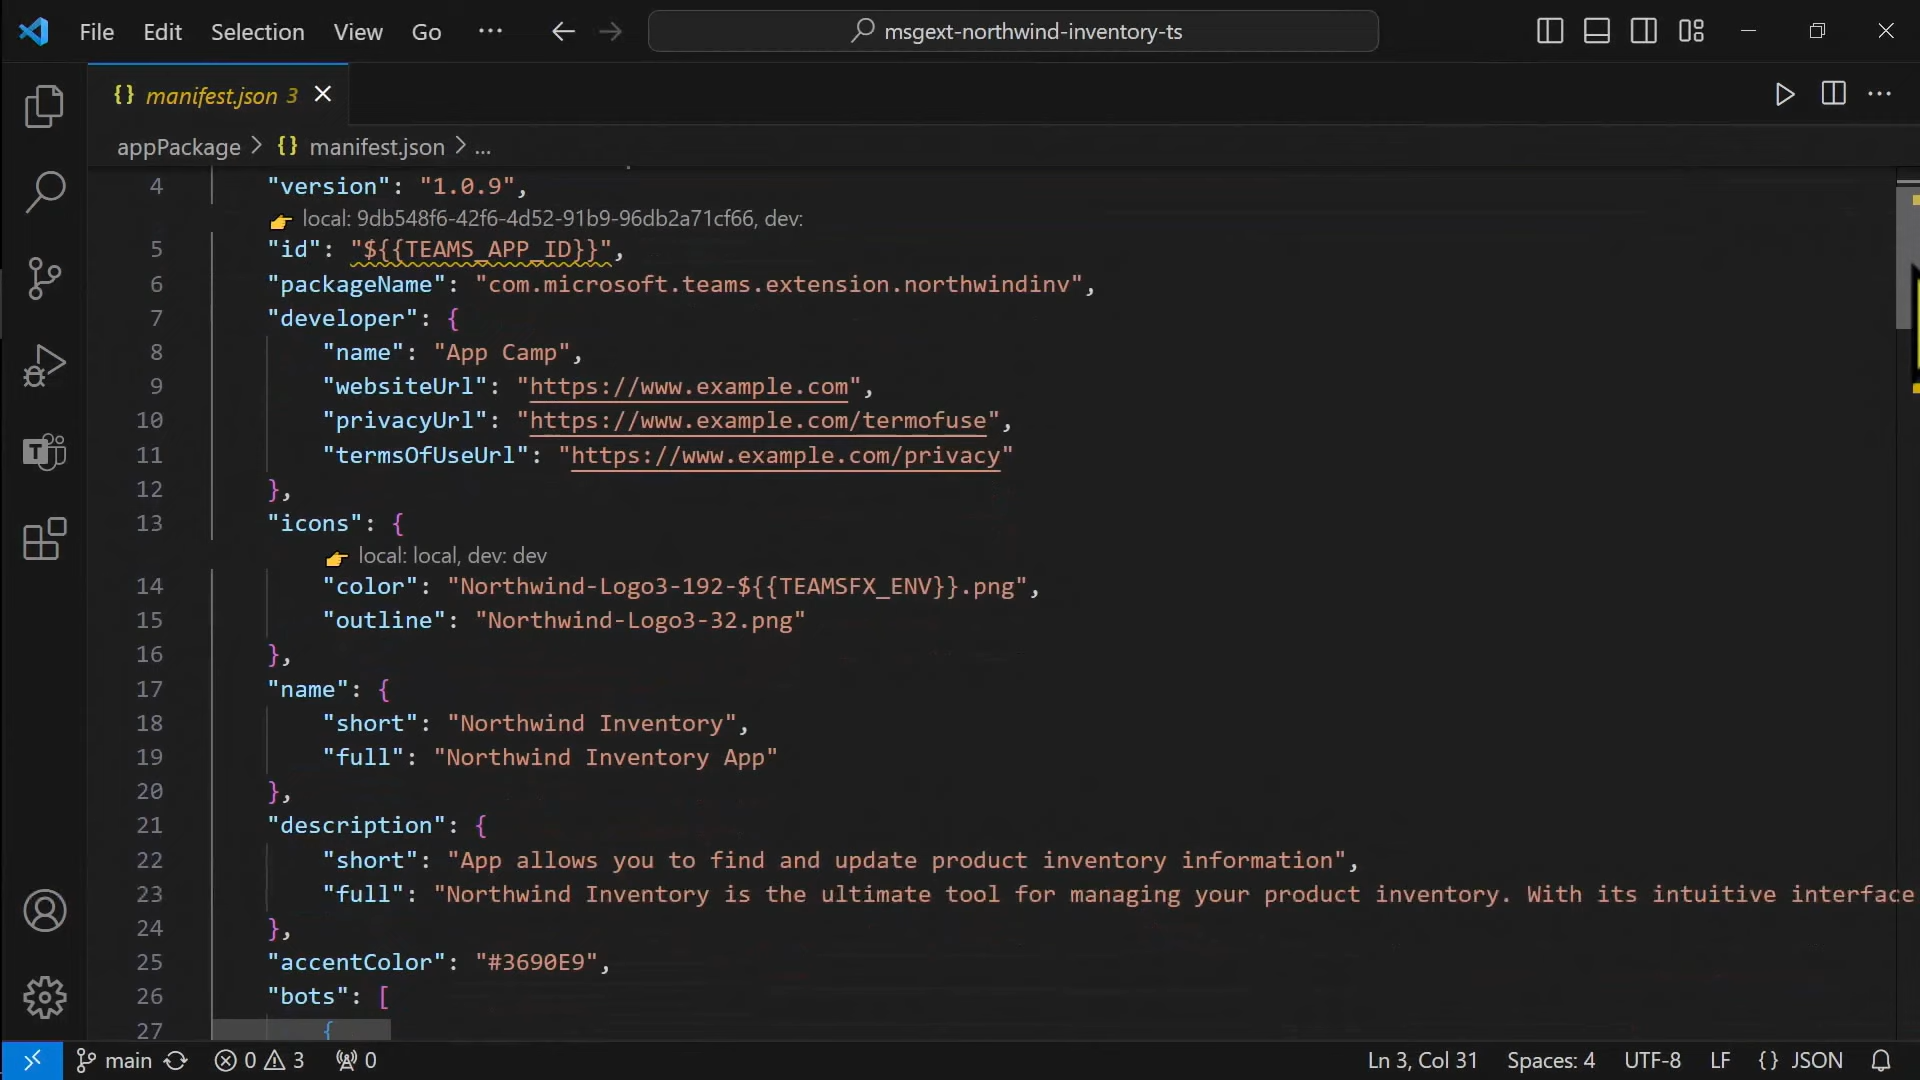 File Edit Selection View Go ···
msgext-northwind-inventory-ts
{} manifest.json 3
appPackage > {} manifest.json > ...
4 "version": "1.0.9",
local: 9db548f6-42f6-4d52-91b9-96db2a71cf66, dev:
5 "id": "${{TEAMS_APP_ID}}",
6 "packageName": "com.microsoft.teams.extension.northwindinv",
7 "developer": {
8 "name": "App Camp",
9 "websiteUrl": "https://www.example.com",
10 "privacyUrl": "https://www.example.com/termofuse",
11 "termsOfUseUrl": "https://www.example.com/privacy"
12 },
13 "icons": {
local: local, dev: dev
14 "color": "Northwind-Logo3-192-${{TEAMSFX_ENV}}.png",
15 "outline": "Northwind-Logo3-32.png"
16 },
17 "name": {
18 "short": "Northwind Inventory",
19 "full": "Northwind Inventory App"
20 },
21 "description": {
22 "short": "App allows you to find and update product inventory information",
23 "full": "Northwind Inventory is the ultimate tool for managing your product inventory. With its intuitive interface
24 },
25 "accentColor": "#3690E9",
26 "bots": [
27 {
main 0 3 0 Ln 3, Col 31 Spaces: 4 UTF-8 LF {} JSON